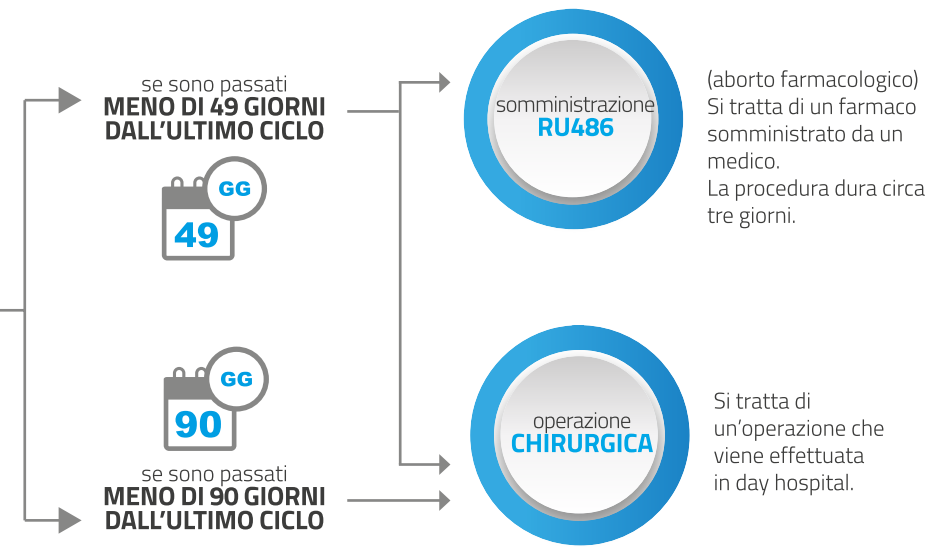 se sono passati
MENO DI 49 GIORNI
DALL'ULTIMO CICLO
GG
49
somministrazione
RU486
(aborto farmacologico)
Si tratta di un farmaco
somministrato da un
medico.
La procedura dura circa
tre giorni.
GG
90
se sono passati
MENO DI 90 GIORNI
DALL'ULTIMO CICLO
operazione
CHIRURGICA
Si tratta di
un'operazione che
viene effettuata
in day hospital.